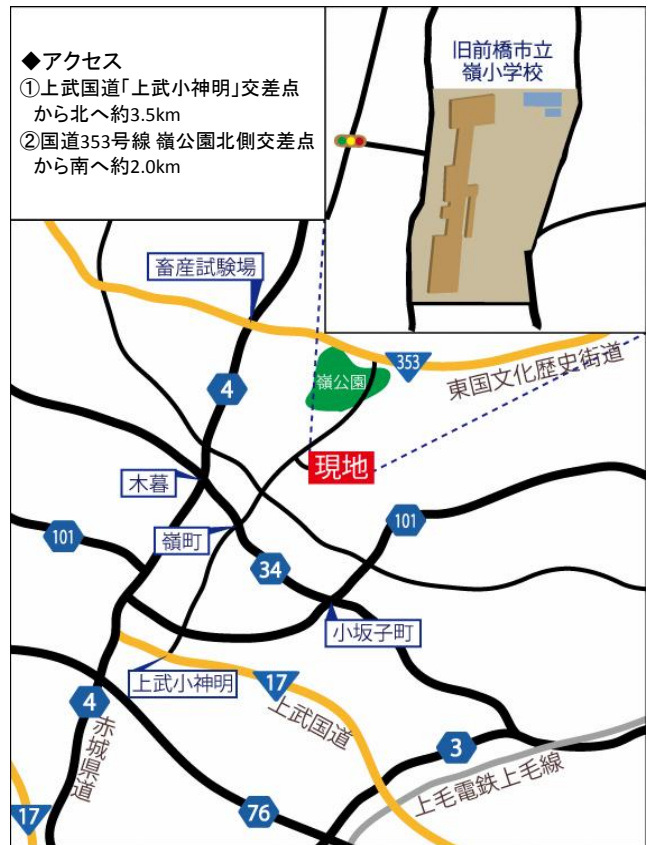 ◆アクセス
①上武国道「上武小神明」交差点
から北へ約3.5km
②国道353号線 嶺公園北側交差点
から南へ約2.0km
旧前橋市立
嶺小学校
畜産試験場
353
東国文化歴史街道
嶺公園
4
現地
木暮
101
101
嶺町
34
小坂子町
上武小神明
17
上武国道
4
赤城県道
3
上毛電鉄上毛線
76
17